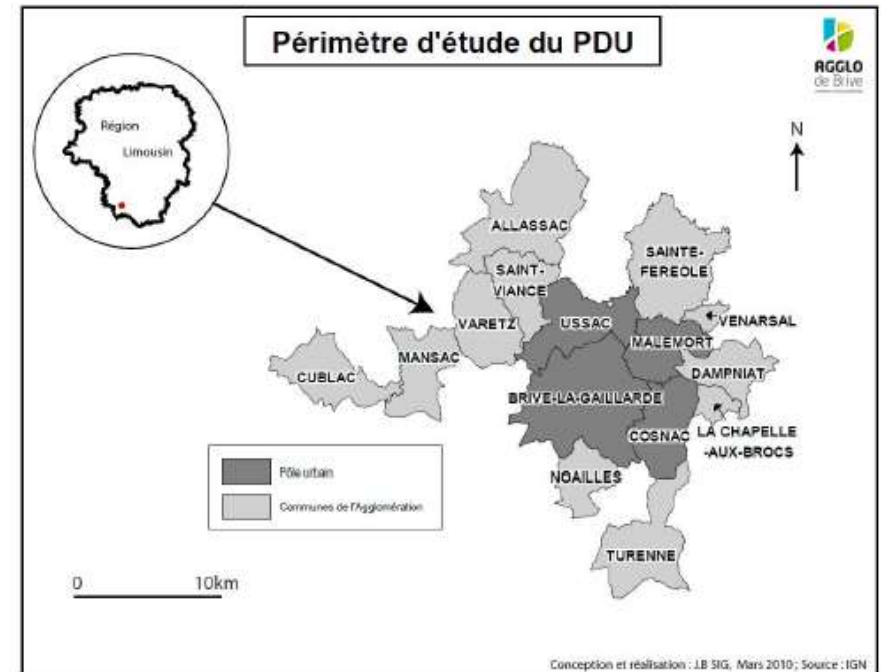 Périmètre d'étude du PDU
AGGLO
de Brive
Région
Limousin
N
ALLASSAC
SAINTE-
FEREOLE
SAINT-
VIANCE
VARETZ
USSAC
VENARSAL
MALEMORT
MANSAC
CUBLAC
DAMPNIAT
BRIVE-LA-GAILLARDE
COSNAC
LA CHAPELLE
-AUX-BROCS
NOAILLES
TURENNE
Pôle urbain
Communes de l'Agglomération
0 10km
Conception et réalisation : J.B SIG, Mars 2010; Source : IGN